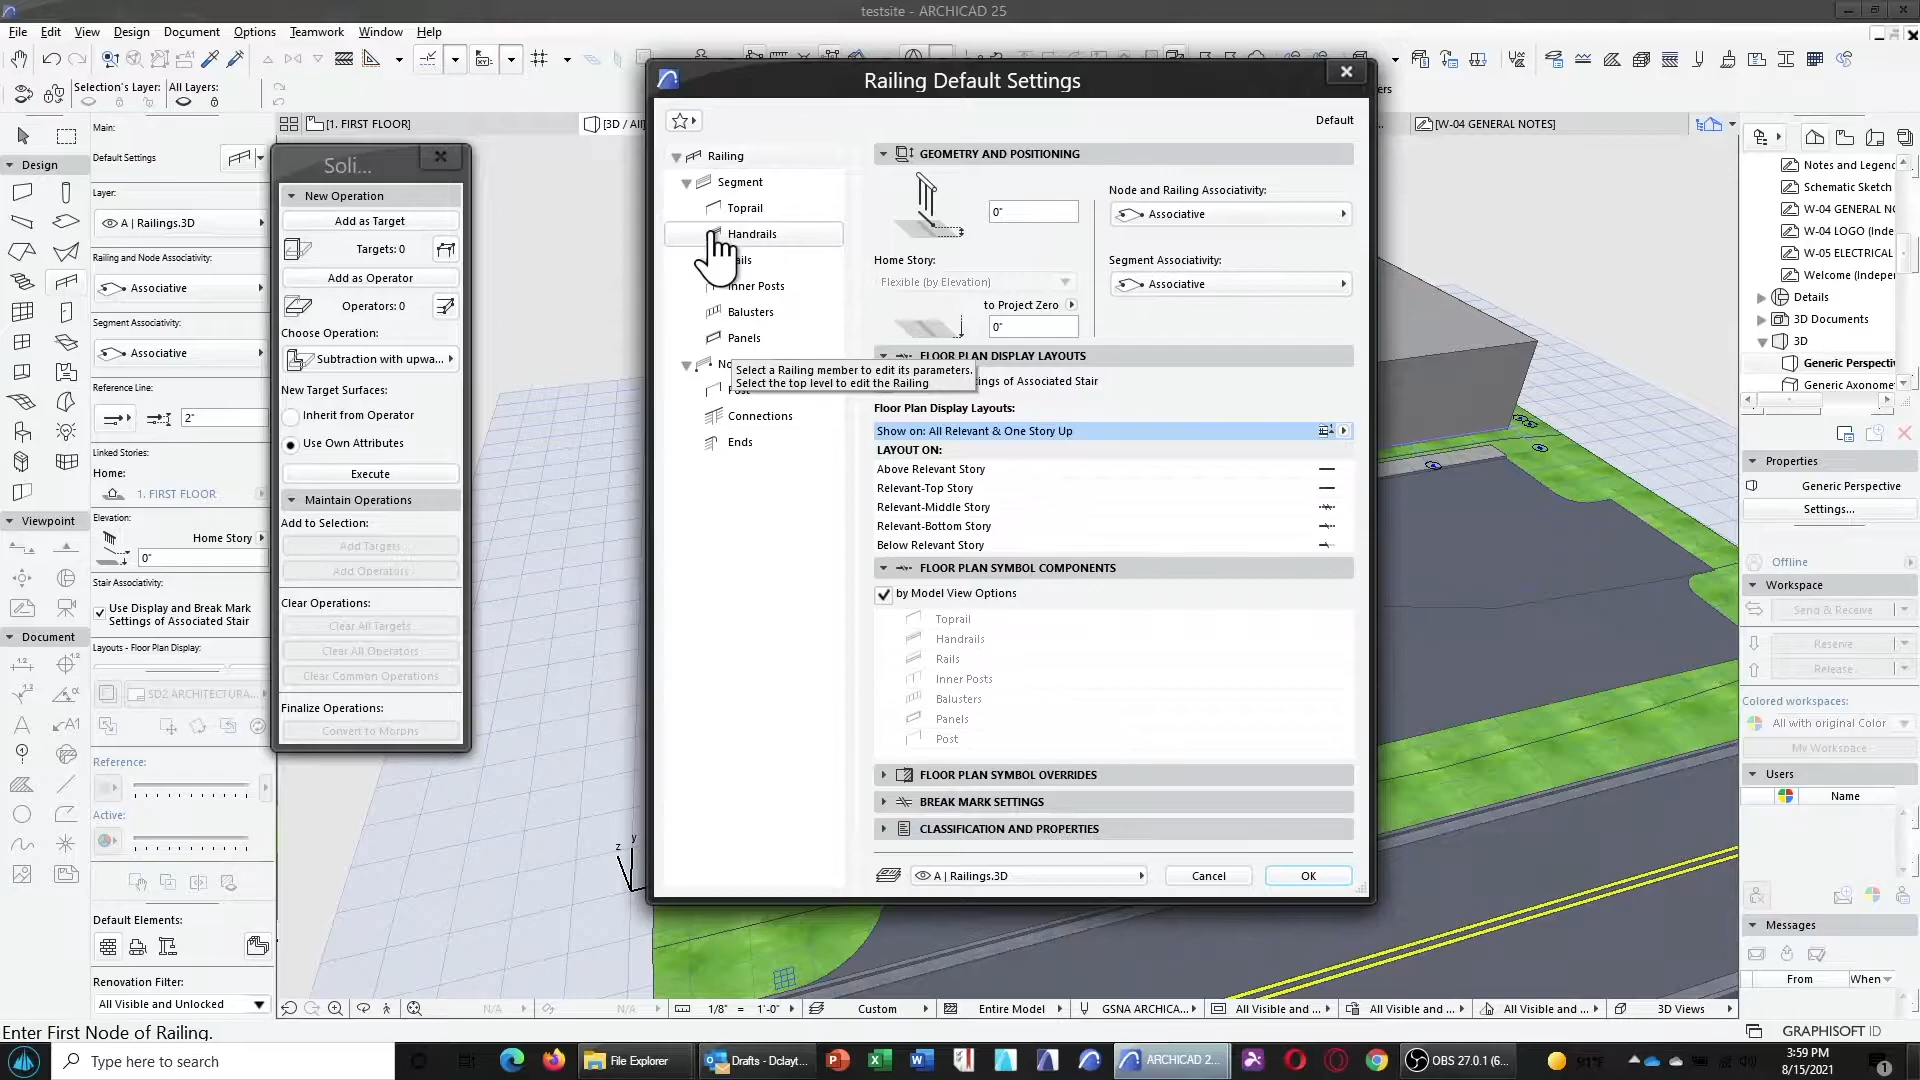 testsite - ARCHICAD 25
File Edit View Design Document Options Teamwork Window Help
Selection's Layer:
All Layers:
Main:
Default Settings
Design
Layer:
A | Railings.3D
Railing and Node Associativity:
Associative
Segment Associativity:
Associative
Reference Line:
2"
Linked Stories:
Home:
1. FIRST FLOOR
Viewpoint
Elevation:
Home Story
0"
Stair Associativity:
Use Display and Break Mark
Settings of Associated Stair
Document
Layouts - Floor Plan Display:
SD2 ARCHITECTURA...
Reference:
Active:
Default Elements:
Renovation Filter:
All Visible and Unlocked
[1. FIRST FLOOR]
[3D / All]
[W-04 GENERAL NOTES]
Soli...
New Operation
Add as Target
Targets: 0
Add as Operator
Operators: 0
Choose Operation:
Subtraction with upwa...
New Target Surfaces:
Inherit from Operator
Use Own Attributes
Execute
Maintain Operations
Add to Selection:
Add Targets...
Add Operators
Clear Operations:
Clear All Targets
Clear All Operators
Clear Common Operations
Finalize Operations:
Convert to Morphs
Railing Default Settings
Default
Railing
Segment
Toprail
Handrails
ails
Inner Posts
Balusters
Panels
No
Post
Connections
Ends
Select a Railing member to edit its parameters.
Select the top level to edit the Railing
GEOMETRY AND POSITIONING
0"
Node and Railing Associativity:
Associative
Home Story:
Flexible (by Elevation)
Segment Associativity:
Associative
to Project Zero
0"
FLOOR PLAN DISPLAY LAYOUTS
ngs of Associated Stair
Floor Plan Display Layouts:
Show on: All Relevant & One Story Up
LAYOUT ON:
Above Relevant Story
Relevant-Top Story
Relevant-Middle Story
Relevant-Bottom Story
Below Relevant Story
FLOOR PLAN SYMBOL COMPONENTS
by Model View Options
Toprail
Handrails
Rails
Inner Posts
Balusters
Panels
Post
FLOOR PLAN SYMBOL OVERRIDES
BREAK MARK SETTINGS
CLASSIFICATION AND PROPERTIES
A | Railings.3D
Cancel
OK
Notes and Legenc
Schematic Sketch
W-04 GENERAL NO
W-04 LOGO (Inde
W-05 ELECTRICAL
Welcome (Indeper
Details
3D Documents
3D
Generic Perspecti
Generic Axonome
Properties
Generic Perspective
Settings...
Offline
Workspace
Send & Receive
Reserve
Release
Colored workspaces:
All with original Color
My Workspace
Users
Name
Messages
From When
N/A
N/A
1/8" = 1'-0"
Custom
Entire Model
GSNA ARCHICA...
All Visible and ...
All Visible and ...
All Visible and ...
3D Views
Enter First Node of Railing.
GRAPHISOFT ID
Type here to search
File Explorer
Drafts - Dclayt...
ARCHICAD 2...
OBS 27.0.1 (6...
91°F
3:59 PM
8/15/2021
z
y